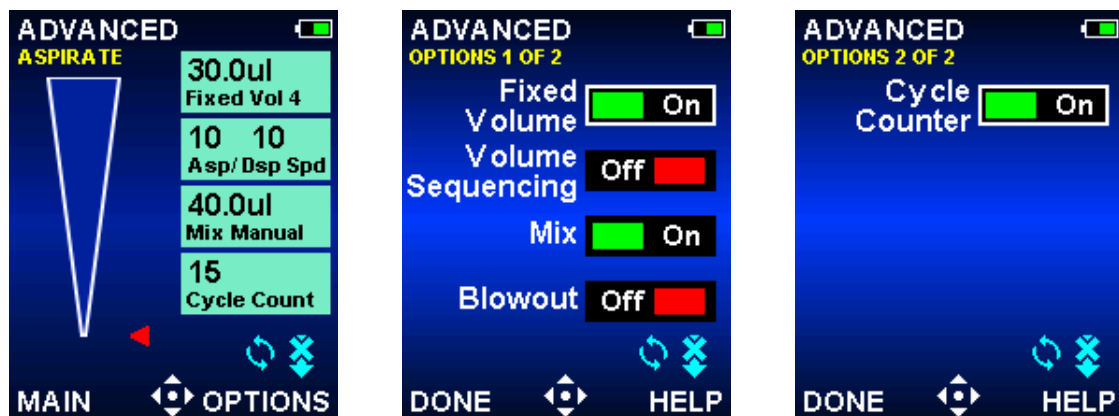 ADVANCED
ASPIRATE
30.0ul
Fixed Vol 4
10 10
Asp/Dsp Spd
40.0ul
Mix Manual
15
Cycle Count
MAIN
OPTIONS
ADVANCED
OPTIONS 1 OF 2
Fixed
Volume
On
Volume
Sequencing
Off
Mix
On
Blowout
Off
DONE
HELP
ADVANCED
OPTIONS 2 OF 2
Cycle
Counter
On
DONE
HELP